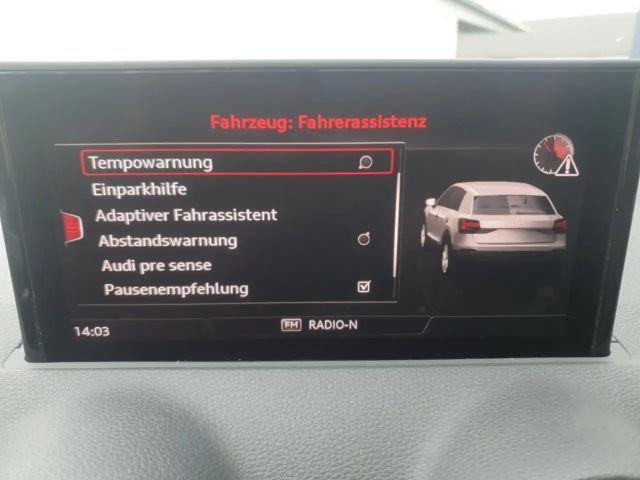 Fahrzeug: Fahrerassistenz
Tempowarnung
Einparkhilfe
Adaptiver Fahrassistent
Abstandswarnung
Audi pre sense
Pausenempfehlung
14:03
FM RADIO-N